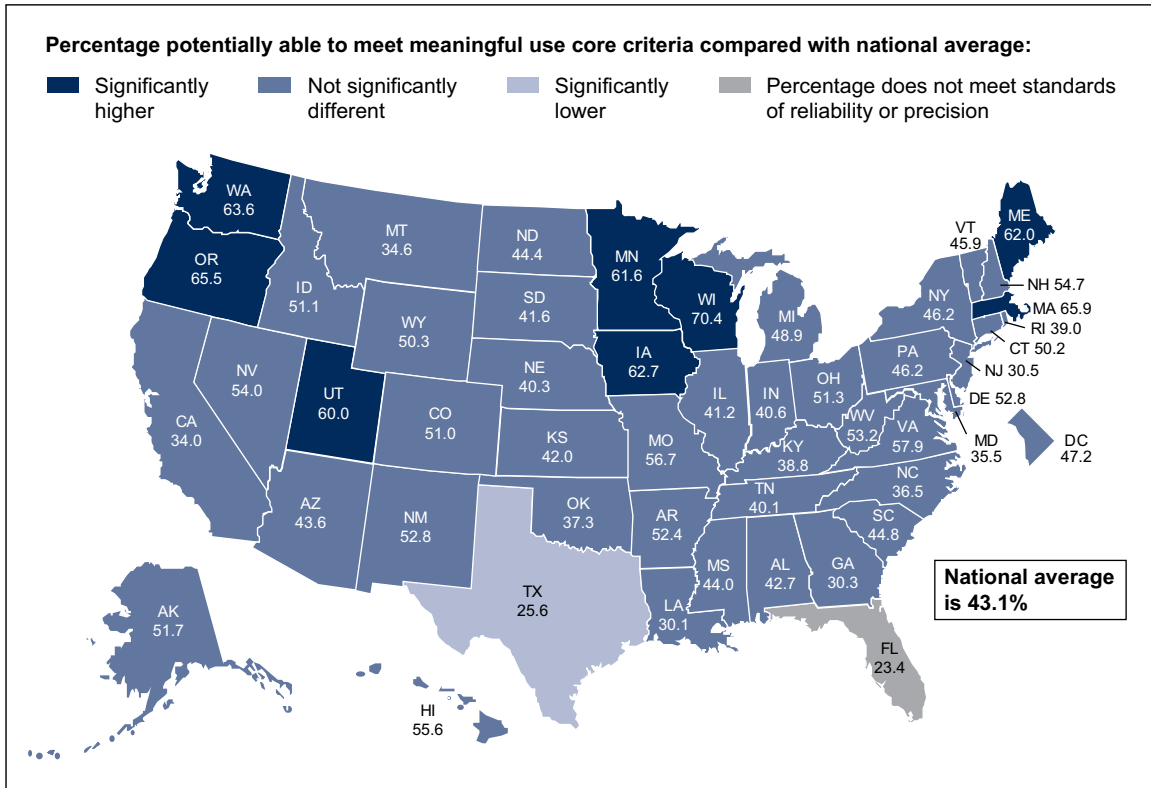 Percentage potentially able to meet meaningful use core criteria compared with national average:
Significantly
higher
Not significantly
different
Significantly
lower
Percentage does not meet standards
of reliability or precision
WA
63.6
OR
65.5
CA
34.0
NV
54.0
ID
51.1
MT
34.6
WY
50.3
UT
60.0
CO
51.0
AZ
43.6
NM
52.8
ND
44.4
SD
41.6
NE
40.3
KS
42.0
OK
37.3
TX
25.6
MN
61.6
IA
62.7
MO
56.7
AR
52.4
LA
30.1
WI
70.4
IL
41.2
MI
48.9
IN
40.6
OH
51.3
KY
38.8
TN
40.1
MS
44.0
AL
42.7
GA
30.3
FL
23.4
SC
44.8
NC
36.5
VA
57.9
WV
53.2
PA
46.2
NY
46.2
VT
45.9
ME
62.0
NH 54.7
MA 65.9
RI 39.0
CT 50.2
NJ 30.5
DE 52.8
MD
35.5
DC
47.2
AK
51.7
HI
55.6
National average
is 43.1%